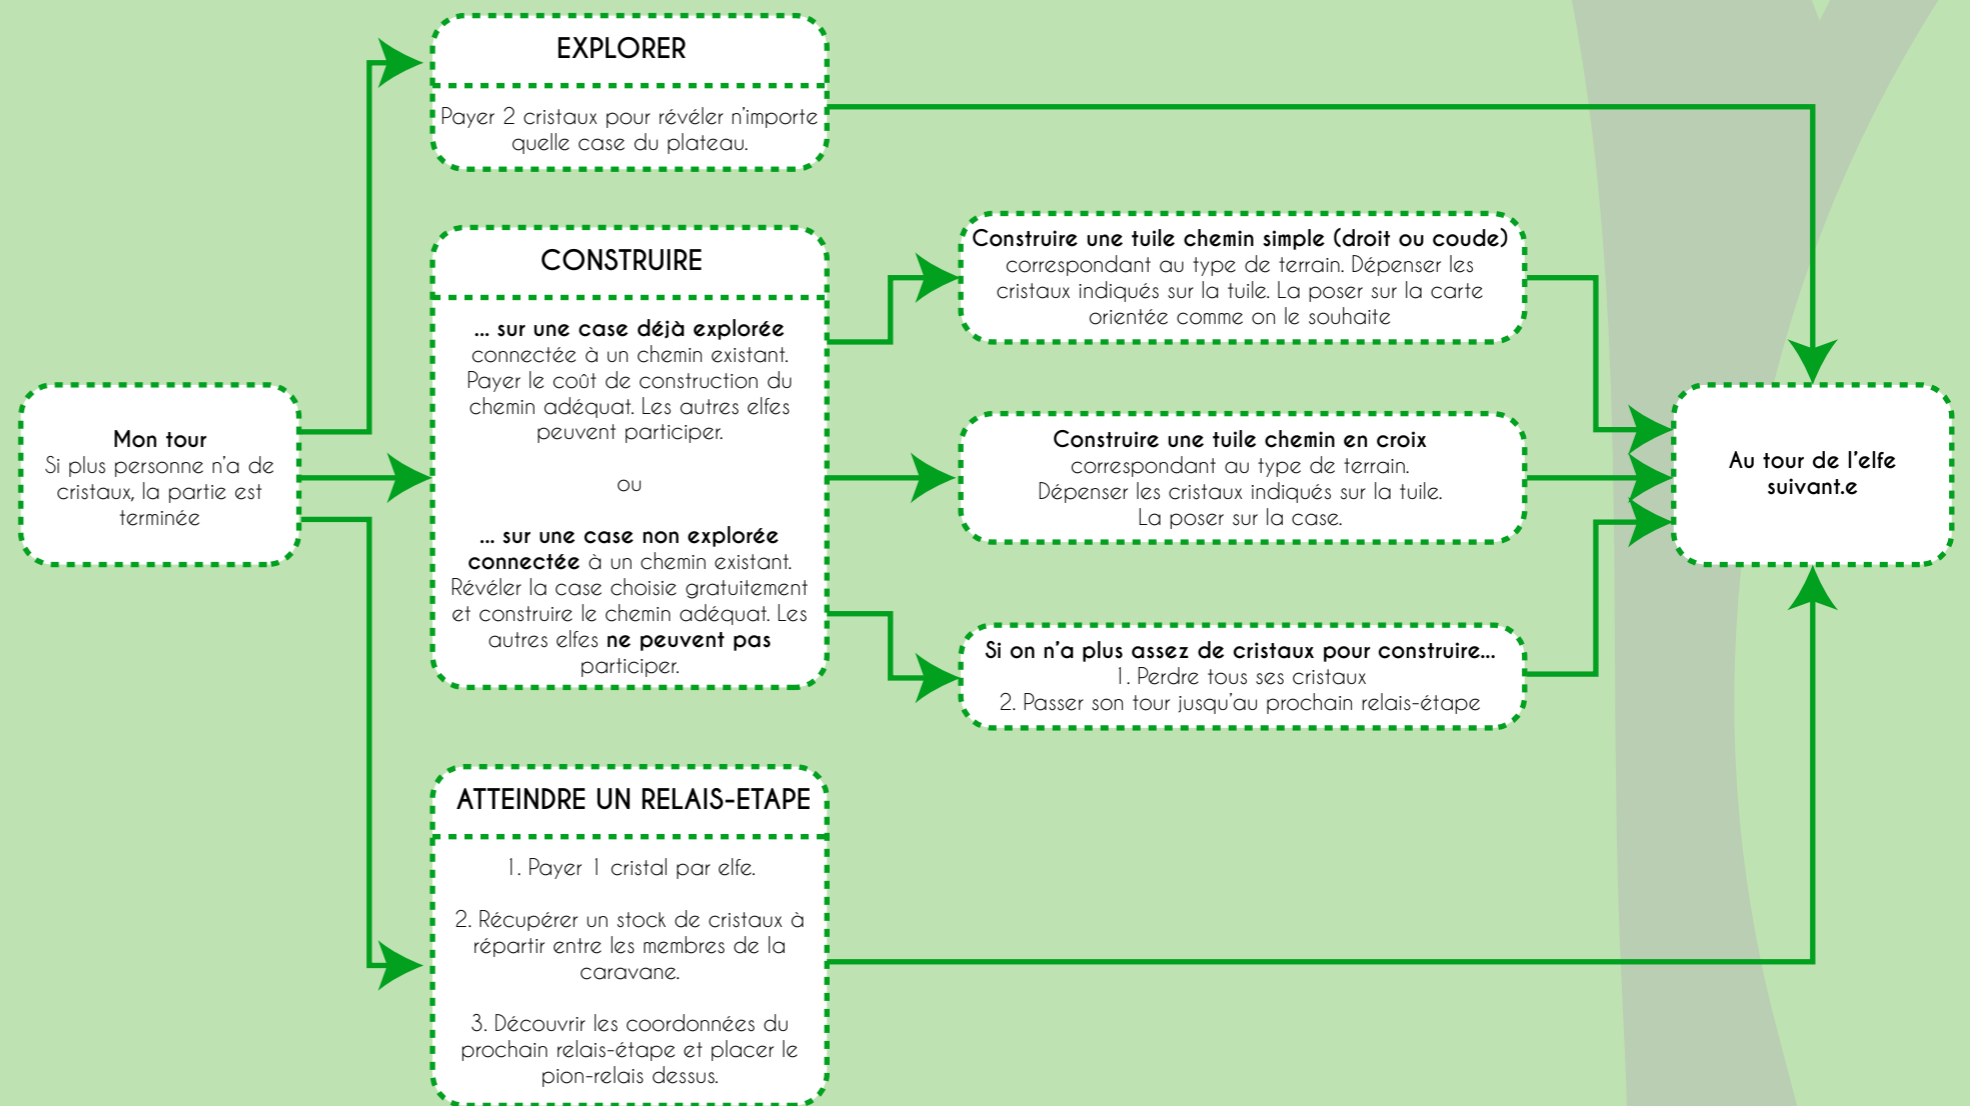 EXPLORER
Payer 2 cristaux pour révéler n'importe
quelle case du plateau.
CONSTRUIRE
... sur une case déjà explorée
connectée à un chemin existant.
Payer le coût de construction du
chemin adéquat. Les autres elfes
peuvent participer.
ou
... sur une case non explorée
connectée à un chemin existant.
Révéler la case choisie gratuitement
et construire le chemin adéquat. Les
autres elfes ne peuvent pas
participer.
Construire une tuile chemin simple (droit ou coude)
correspondant au type de terrain. Dépenser les
cristaux indiqués sur la tuile. La poser sur la carte
orientée comme on le souhaite
Mon tour
Si plus personne n'a de
cristaux, la partie est
terminée
Construire une tuile chemin en croix
correspondant au type de terrain.
Dépenser les cristaux indiqués sur la tuile.
La poser sur la case.
Au tour de l'elfe
suivant.e
Si on n'a plus assez de cristaux pour construire...
1. Perdre tous ses cristaux
2. Passer son tour jusqu'au prochain relais-étape
ATTEINDRE UN RELAIS-ETAPE
1. Payer 1 cristal par elfe.
2. Récupérer un stock de cristaux à
répartir entre les membres de la
caravane.
3. Découvrir les coordonnées du
prochain relais-étape et placer le
pion-relais dessus.